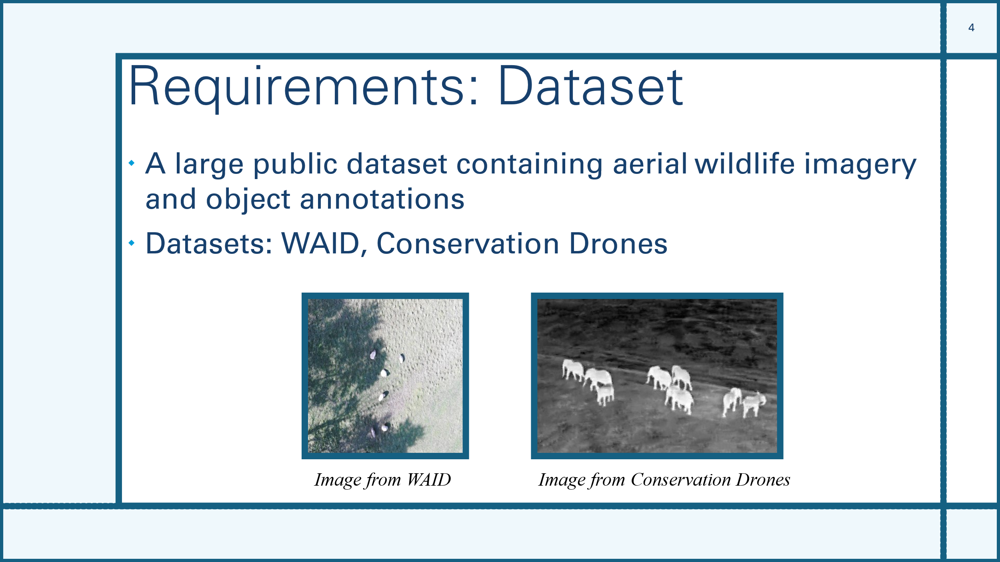 4
Requirements: Dataset
A large public dataset containing aerial wildlife imagery
and object annotations
Datasets: WAID, Conservation Drones
Image from WAID
Image from Conservation Drones